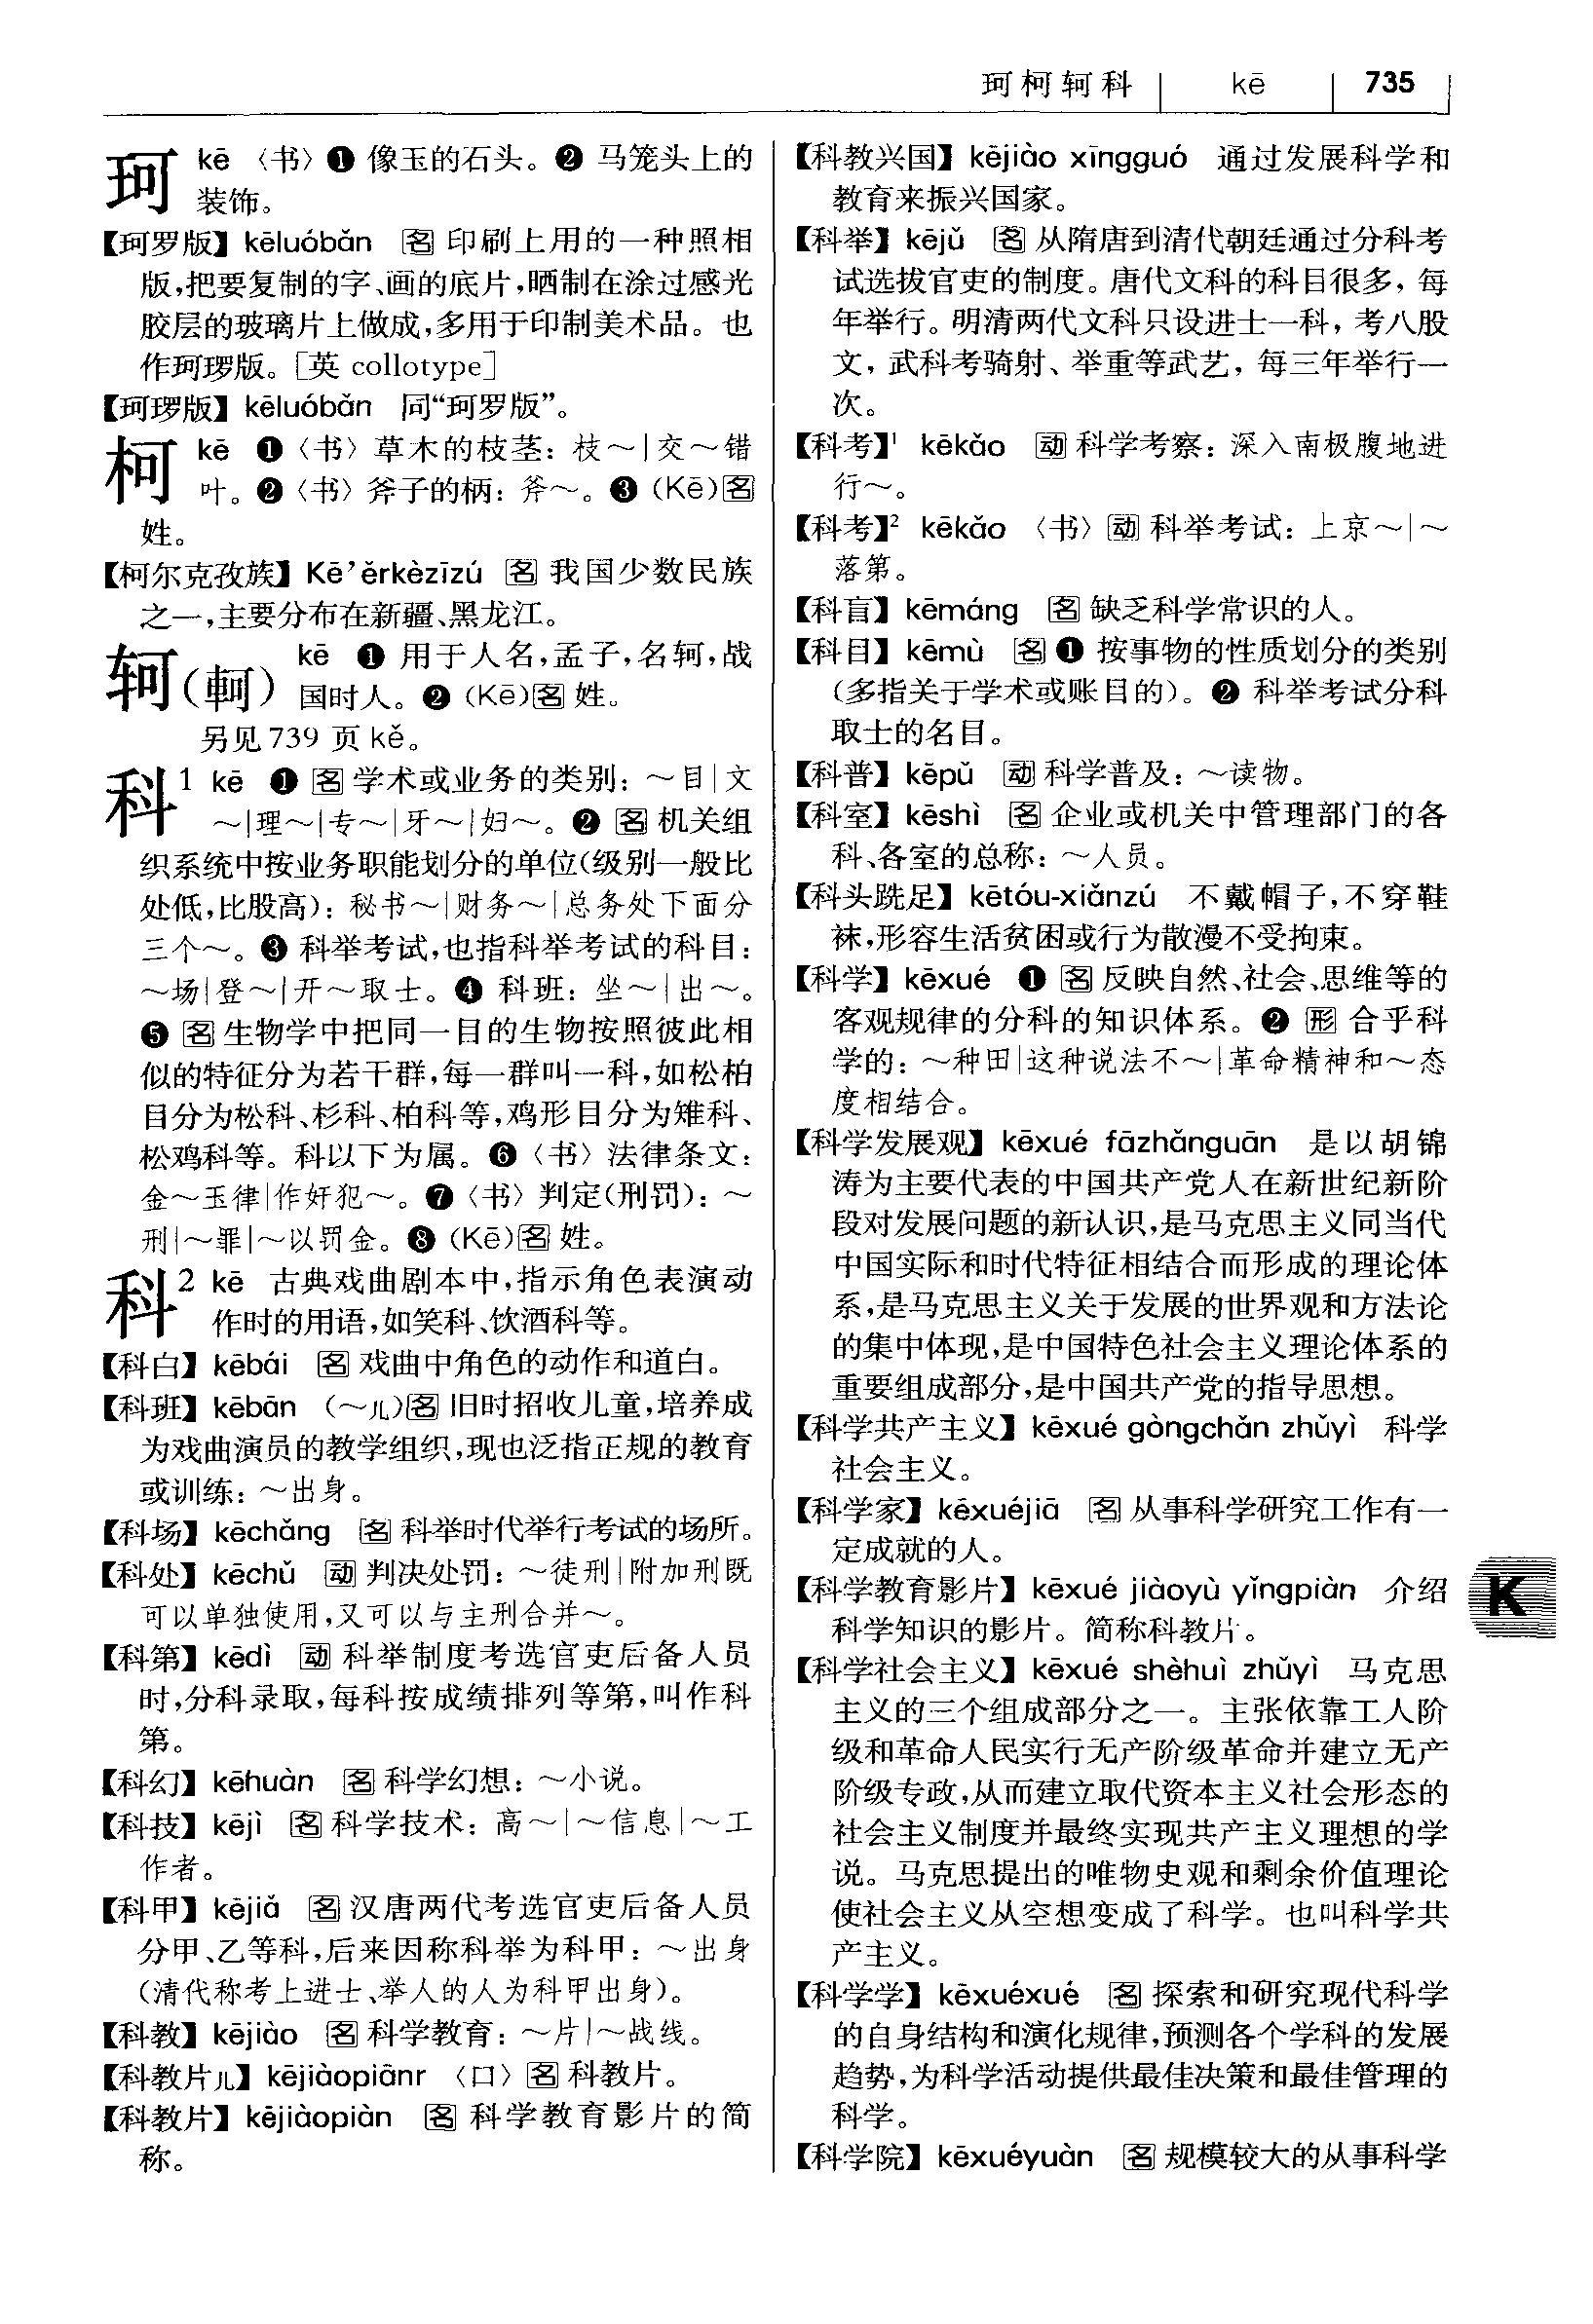 珂柯轲科 kē 735
珂 kē 〈书〉❶ 像玉的石头。❷ 马笼头上的
装饰。
【珂罗版】kēluóbǎn 名 印刷上用的一种照相
版,把要复制的字、画的底片,晒制在涂过感光
胶层的玻璃片上做成,多用于印制美术品。也
作珂㼈版。[英 collotype]
【珂㼈版】kēluóbǎn 同“珂罗版”。
柯 kē ❶〈书〉草木的枝茎:枝～|交～错
叶。❷〈书〉斧子的柄:斧～。❸(Kē)名
姓。
【柯尔克孜族】Kē’ěrkèzīzú 名 我国少数民族
之一,主要分布在新疆、黑龙江。
轲(軻) kē ❶ 用于人名,孟子,名轲,战
国时人。❷(Kē)名 姓。
另见739 页 kě。
科1 kē ❶ 名 学术或业务的类别:～目|文
～|理～|专～|牙～|妇～。❷ 名 机关组
织系统中按业务职能划分的单位(级别一般比
处低,比股高):秘书～|财务～|总务处下面分
三个～。❸ 科举考试,也指科举考试的科目:
～场|登～|开～取士。❹ 科班:坐～|出～。
❺ 名 生物学中把同一目的生物按照彼此相
似的特征分为若干群,每一群叫一科,如松柏
目分为松科、杉科、柏科等,鸡形目分为雉科、
松鸡科等。科以下为属。❻〈书〉法律条文:
金～玉律|作奸犯～。❼〈书〉判定(刑罚):～
刑|～罪|～以罚金。❽(Kē)名 姓。
科2 kē 古典戏曲剧本中,指示角色表演动
作时的用语,如笑科、饮酒科等。
【科白】kēbái 名 戏曲中角色的动作和道白。
【科班】kēbān (～儿)名 旧时招收儿童,培养成
为戏曲演员的教学组织,现也泛指正规的教育
或训练:～出身。
【科场】kēchǎng 名 科举时代举行考试的场所。
【科处】kēchǔ 动 判决处罚:～徒刑|附加刑既
可以单独使用,又可以与主刑合并～。
【科第】kēdì 动 科举制度考选官吏后备人员
时,分科录取,每科按成绩排列等第,叫作科
第。
【科幻】kēhuàn 名 科学幻想:～小说。
【科技】kējì 名 科学技术:高～|～信息|～工
作者。
【科甲】kējiǎ 名 汉唐两代考选官吏后备人员
分甲、乙等科,后来因称科举为科甲:～出身
(清代称考上进士、举人的人为科甲出身)。
【科教】kējiào 名 科学教育:～片|～战线。
【科教片儿】kējiàopiānr 〈口〉名 科教片。
【科教片】kējiàopiàn 名 科学教育影片的简
称。
【科教兴国】kējiào xīngguó 通过发展科学和
教育来振兴国家。
【科举】kējǔ 名 从隋唐到清代朝廷通过分科考
试选拔官吏的制度。唐代文科的科目很多,每
年举行。明清两代文科只设进士一科,考八股
文,武科考骑射、举重等武艺,每三年举行一
次。
【科考】1 kēkǎo 动 科学考察:深入南极腹地进
行～。
【科考】2 kēkǎo 〈书〉动 科举考试:上京～|～
落第。
【科盲】kēmáng 名 缺乏科学常识的人。
【科目】kēmù 名 ❶ 按事物的性质划分的类别
(多指关于学术或账目的)。❷ 科举考试分科
取士的名目。
【科普】kēpǔ 动 科学普及:～读物。
【科室】kēshì 名 企业或机关中管理部门的各
科、各室的总称:～人员。
【科头跣足】kētóu-xiǎnzú 不戴帽子,不穿鞋
袜,形容生活贫困或行为散漫不受拘束。
【科学】kēxué ❶ 名 反映自然、社会、思维等的
客观规律的分科的知识体系。❷ 形 合乎科
学的:～种田|这种说法不～|革命精神和～态
度相结合。
【科学发展观】kēxué fāzhǎnguān 是以胡锦
涛为主要代表的中国共产党人在新世纪新阶
段对发展问题的新认识,是马克思主义同当代
中国实际和时代特征相结合而形成的理论体
系,是马克思主义关于发展的世界观和方法论
的集中体现,是中国特色社会主义理论体系的
重要组成部分,是中国共产党的指导思想。
【科学共产主义】kēxué gòngchǎn zhǔyì 科学
社会主义。
【科学家】kēxuéjiā 名 从事科学研究工作有一
定成就的人。
【科学教育影片】kēxué jiàoyù yǐngpiàn 介绍
科学知识的影片。简称科教片。
【科学社会主义】kēxué shèhuì zhǔyì 马克思
主义的三个组成部分之一。主张依靠工人阶
级和革命人民实行无产阶级革命并建立无产
阶级专政,从而建立取代资本主义社会形态的
社会主义制度并最终实现共产主义理想的学
说。马克思提出的唯物史观和剩余价值理论
使社会主义从空想变成了科学。也叫科学共
产主义。
【科学学】kēxuéxué 名 探索和研究现代科学
的自身结构和演化规律,预测各个学科的发展
趋势,为科学活动提供最佳决策和最佳管理的
科学。
【科学院】kēxuéyuàn 名 规模较大的从事科学
K